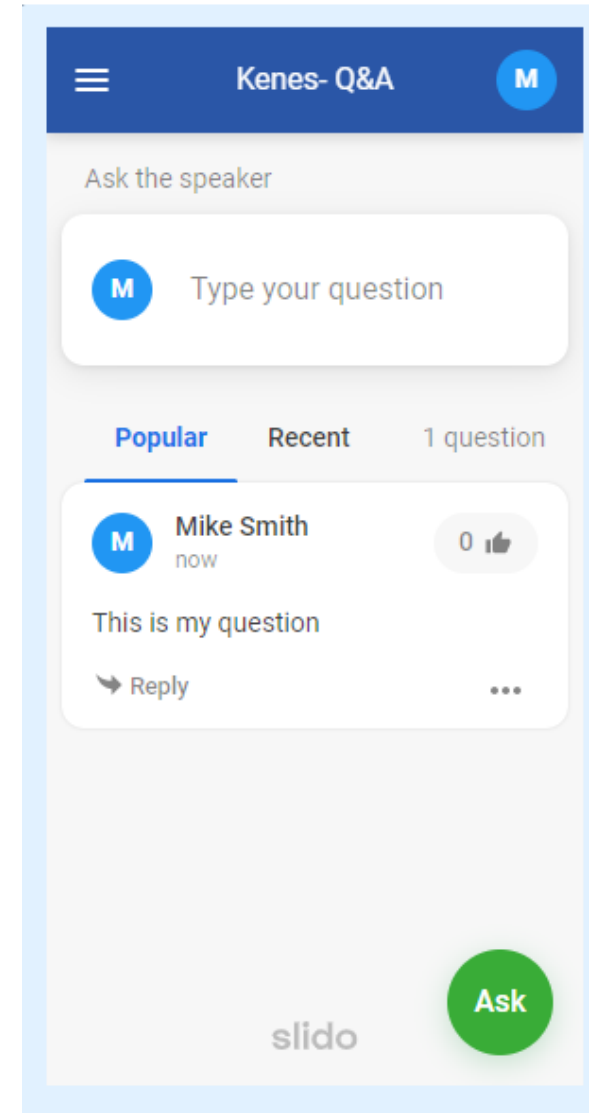 Kenes- Q&A
M
Ask the speaker
M
Type your question
Popular Recent 1 question
M
Mike Smith
now
0
This is my question
Reply
Ask
slido